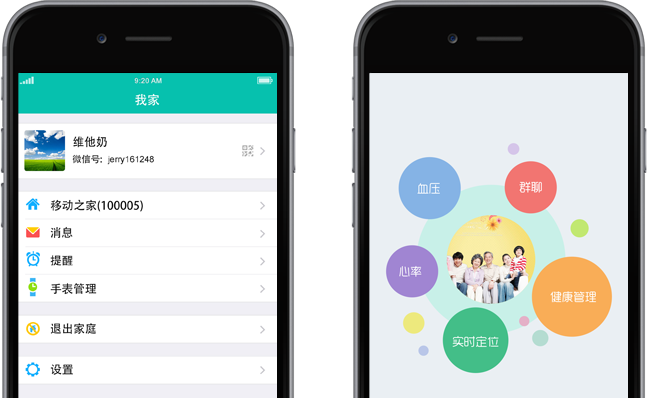 9:20 AM
我家
维他奶
微信号: jerry161248
移动之家(100005)
消息
提醒
手表管理
退出家庭
设置
血压
群聊
心率
健康管理
实时定位